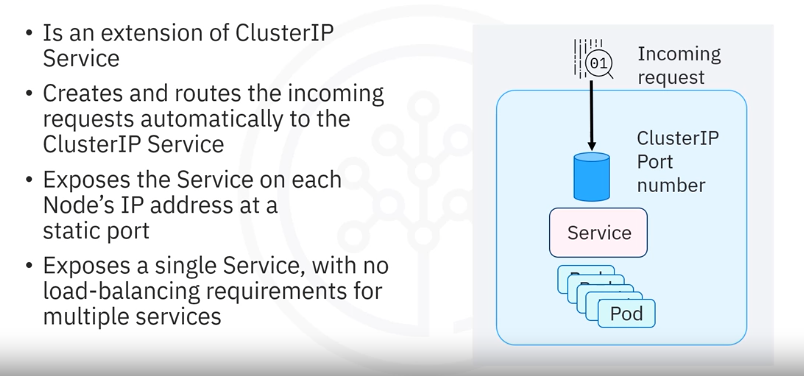 • Is an extension of ClusterIP
Service
• Creates and routes the incoming
requests automatically to the
ClusterIP Service
• Exposes the Service on each
Node's IP address at a
static port
• Exposes a single Service, with no
load-balancing requirements for
multiple services
01
Incoming
request
ClusterIP
Port
number
Service
Pod